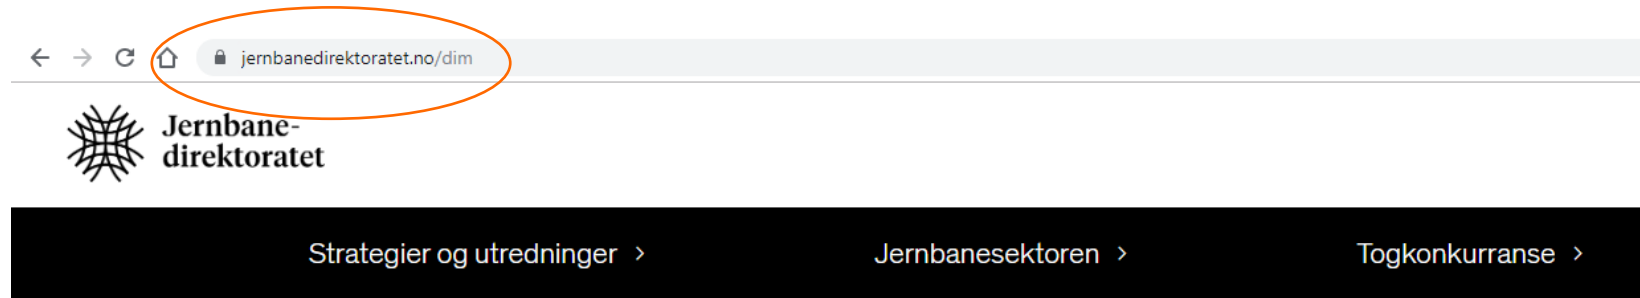 jernbanedirektoratet.no/dim
Jernbane-
direktoratet
Strategier og utredninger >
Jernbanesektoren >
Togkonkurranse >